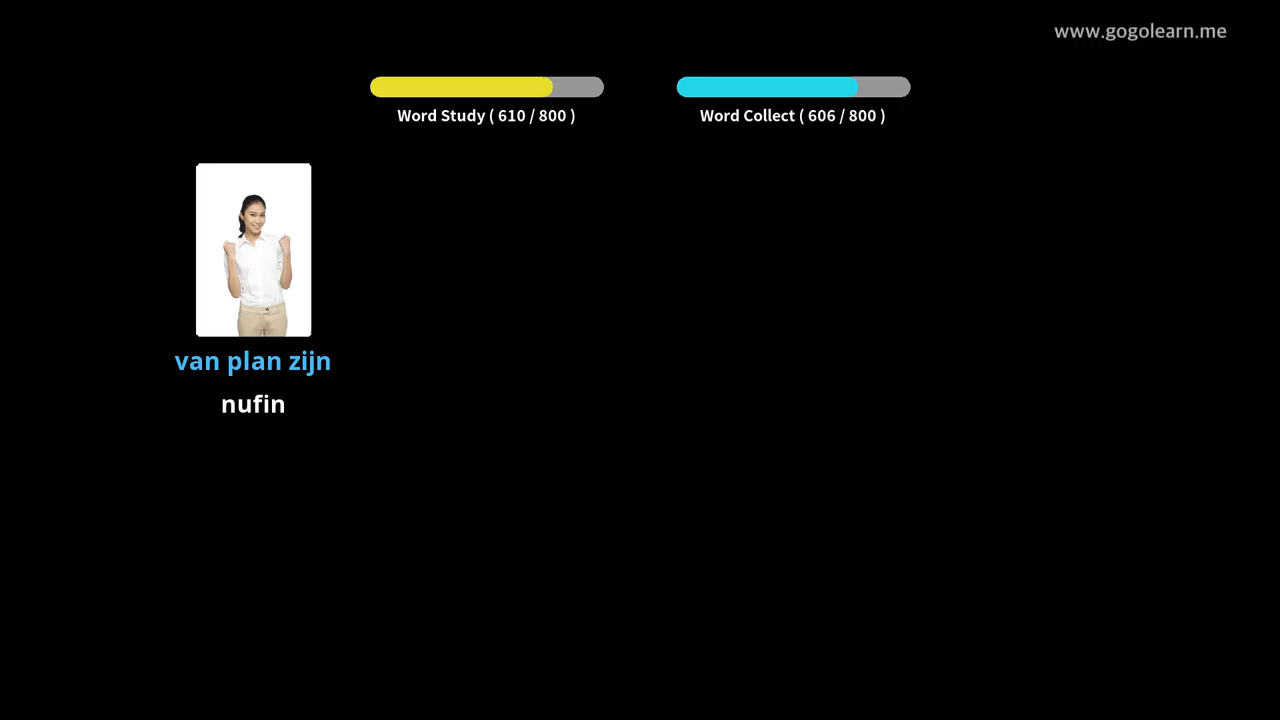 www.gogolearn.me
Word Study ( 610 / 800 )
Word Collect ( 606 / 800 )
van plan zijn
nufin